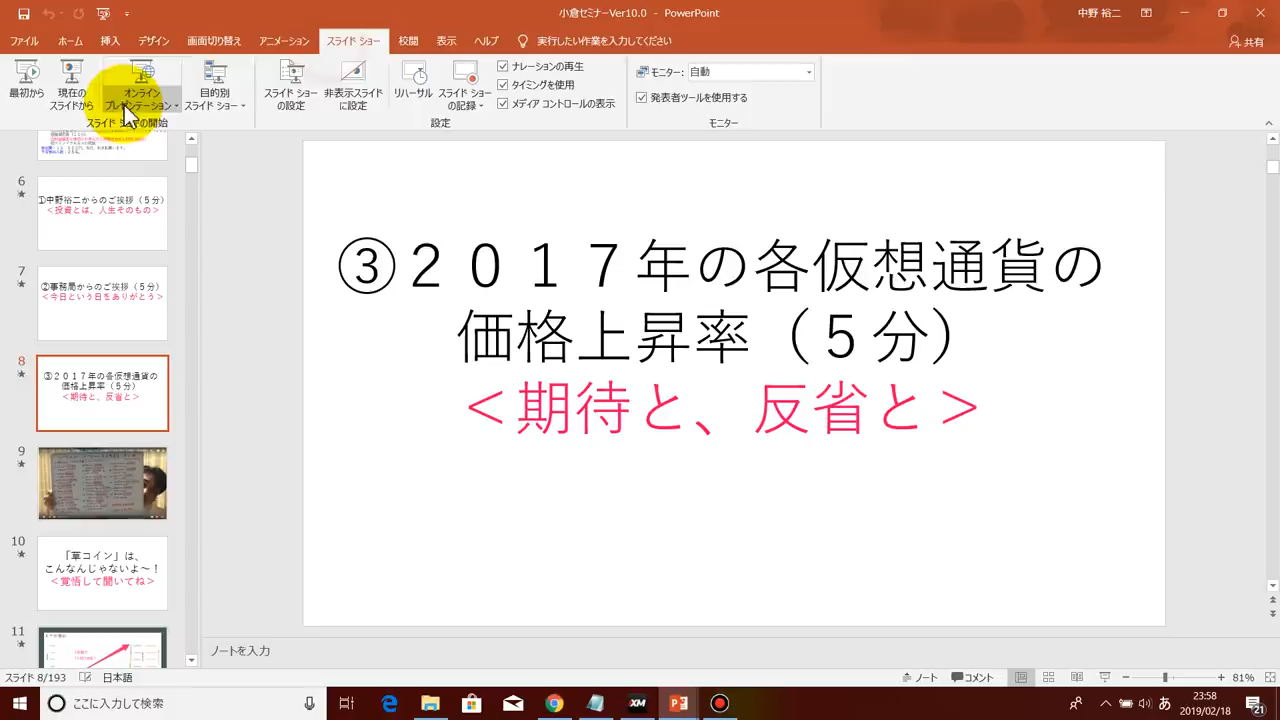 小倉セミナーVer10.0 - PowerPoint
中野 裕二
ファイル ホーム 挿入 デザイン 画面切り替え アニメーション スライド ショー 校閲 表示 ヘルプ 実行したい作業を入力してください 共有
最初から
現在の
スライドから
オンライン
プレゼンテーション
目的別
スライド ショー
スライド ショー
の設定
非表示スライド
に設定
リハーサル
スライド ショー
の記録
ナレーションの再生
タイミングを使用
メディア コントロールの表示
モニター: 自動
発表者ツールを使用する
スライド ショーの開始
設定
モニター
6
①中野裕二からのご挨拶（５分）
＜投資とは、人生そのもの＞
7
②事務局からのご挨拶（５分）
＜今日という日をありがとう＞
8
③２０１７年の各仮想通貨の
価格上昇率（５分）
＜期待と、反省と＞
9
10
「華コイン」は、
こんなんじゃないよ～！
＜覚悟して聞いてね＞
11
③２０１７年の各仮想通貨の
価格上昇率（５分）
＜期待と、反省と＞
ノートを入力
スライド 8/193 日本語 ノート コメント 81%
ここに入力して検索
XM
あ
23:58
2019/02/18
21